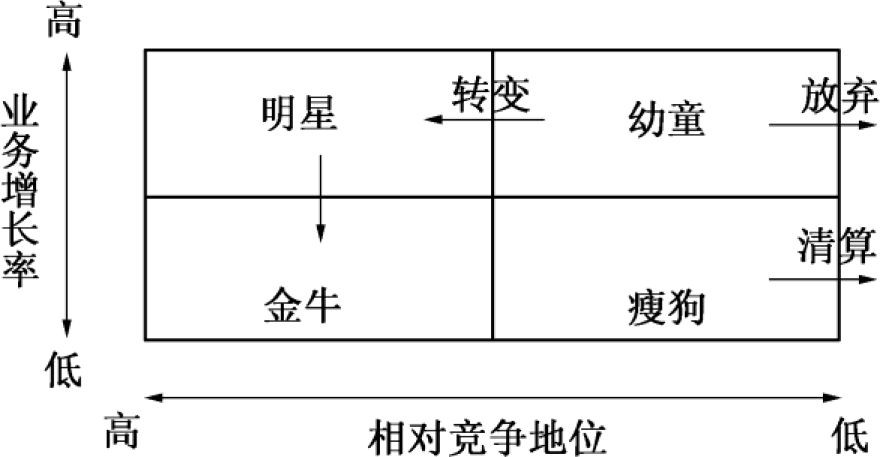 高
业务增长率
低
明星
转变
幼童
放弃
金牛
瘦狗
清算
高
相对竞争地位
低